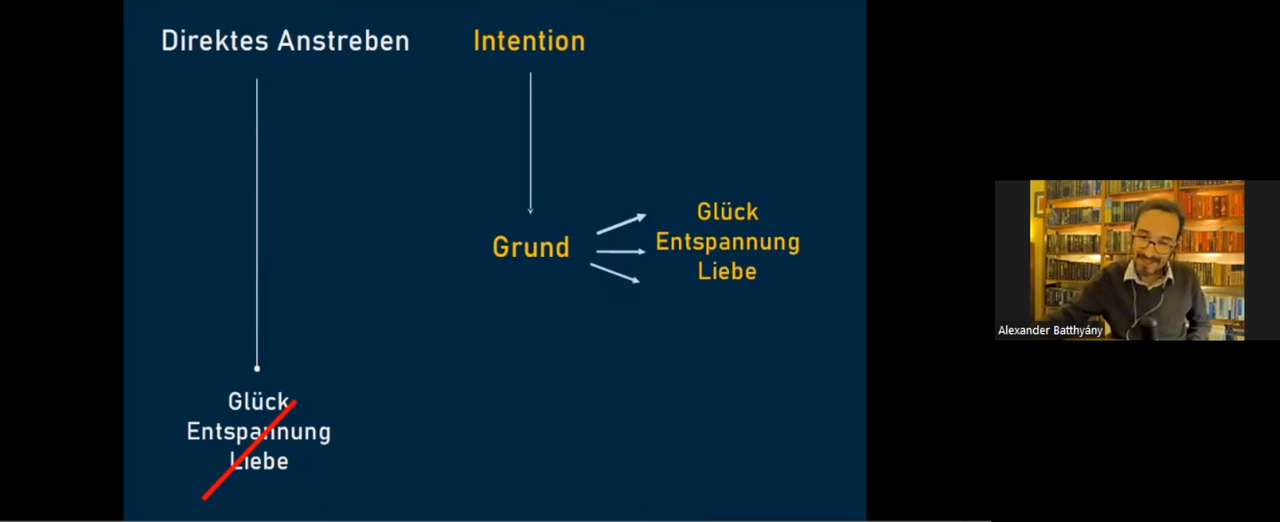 Direktes Anstreben
Intention
Grund
Glück
Entspannung
Liebe
Glück
Entspannung
Liebe
Alexander Batthyány